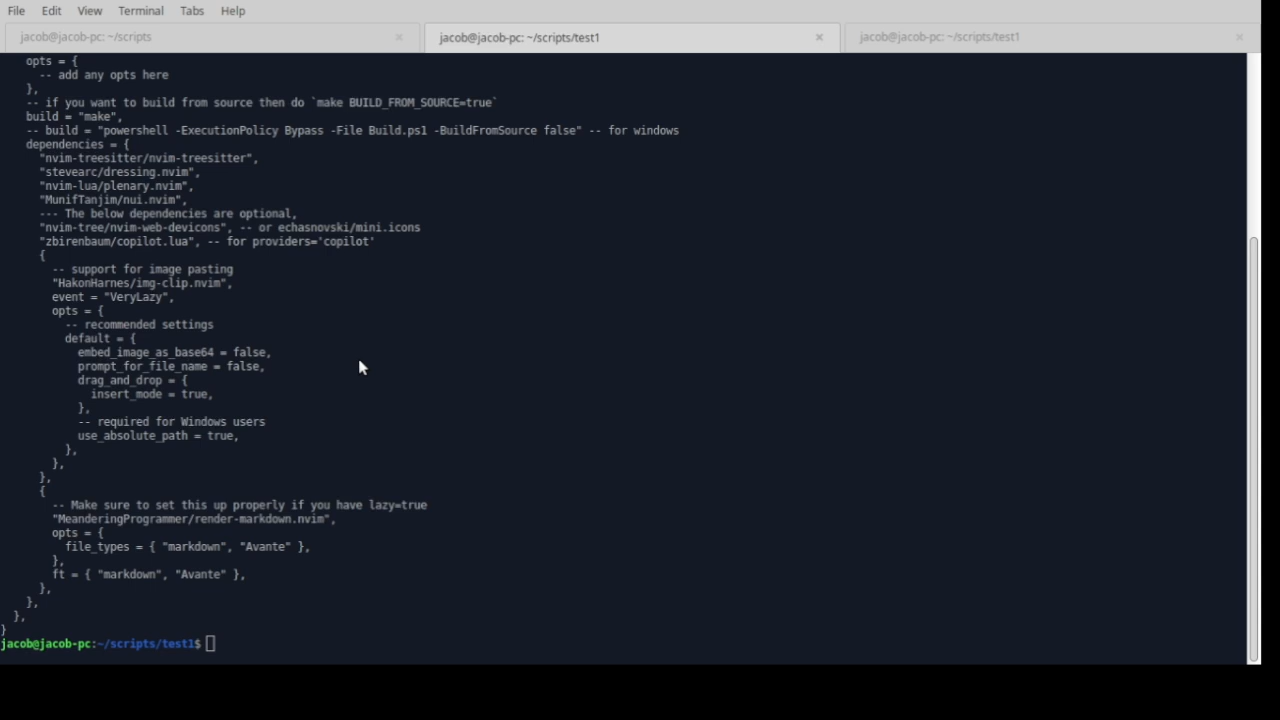 File Edit View Terminal Tabs Help
jacob@jacob-pc: ~/scripts × jacob@jacob-pc: ~/scripts/test1 × jacob@jacob-pc: ~/scripts/test1 ×
    opts = {
      -- add any opts here
    },
    -- if you want to build from source then do `make BUILD_FROM_SOURCE=true`
    build = "make",
    -- build = "powershell -ExecutionPolicy Bypass -File Build.ps1 -BuildFromSource false" -- for windows
    dependencies = {
      "nvim-treesitter/nvim-treesitter",
      "stevearc/dressing.nvim",
      "nvim-lua/plenary.nvim",
      "MunifTanjim/nui.nvim",
      --- The below dependencies are optional,
      "nvim-tree/nvim-web-devicons", -- or echasnovski/mini.icons
      "zbirenbaum/copilot.lua", -- for providers='copilot'
      {
        -- support for image pasting
        "HakonHarnes/img-clip.nvim",
        event = "VeryLazy",
        opts = {
          -- recommended settings
          default = {
            embed_image_as_base64 = false,
            prompt_for_file_name = false,
            drag_and_drop = {
              insert_mode = true,
            },
            -- required for Windows users
            use_absolute_path = true,
          },
        },
      },
      {
        -- Make sure to set this up properly if you have lazy=true
        "MeanderingProgrammer/render-markdown.nvim",
        opts = {
          file_types = { "markdown", "Avante" },
        },
        ft = { "markdown", "Avante" },
      },
    },
  },
}
jacob@jacob-pc:~/scripts/test1$